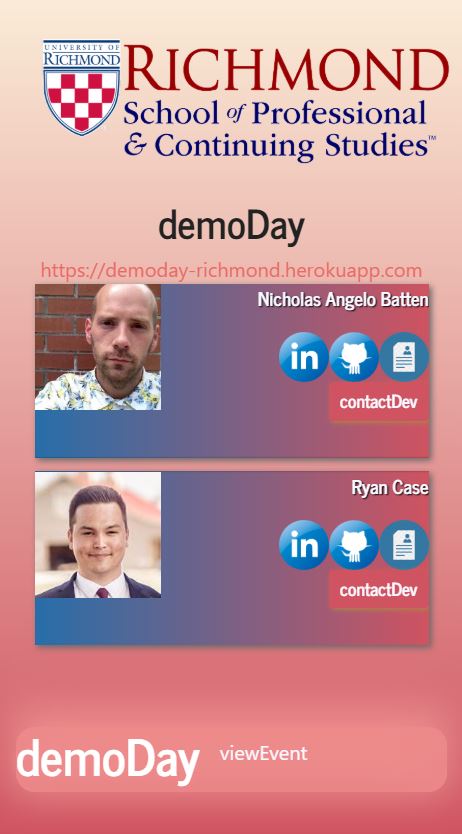 UNIVERSITY OF
RICHMOND
RICHMOND
School of Professional
& Continuing Studies™
demoDay
https://demoday-richmond.herokuapp.com
Nicholas Angelo Batten
in
contactDev
Ryan Case
in
contactDev
demoDay viewEvent